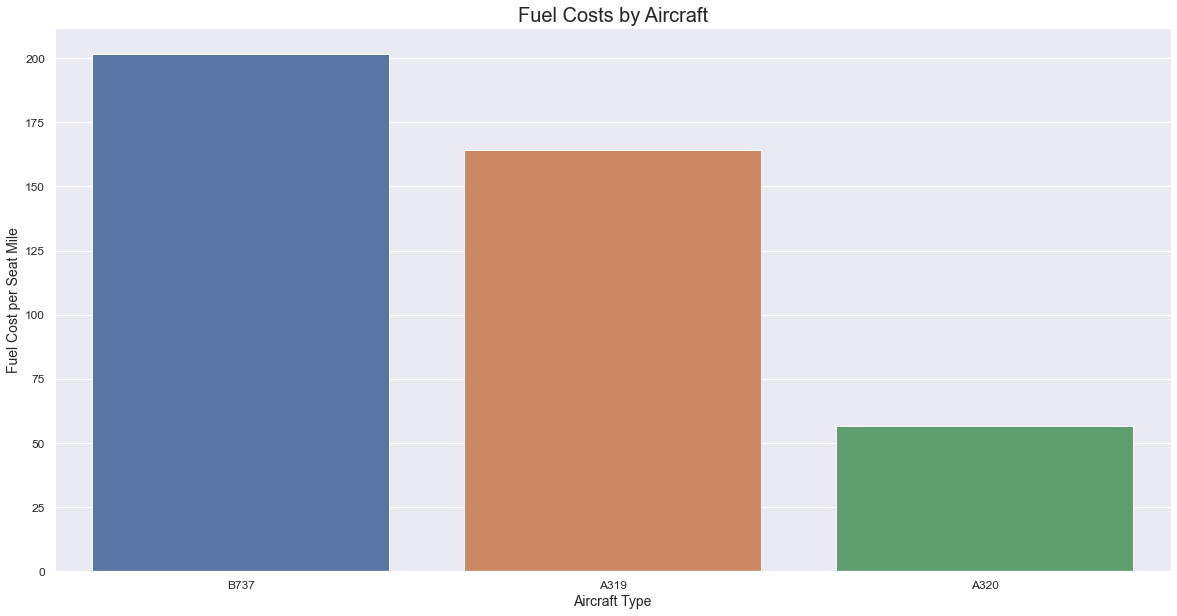 Fuel Costs by Aircraft
Fuel Cost per Seat Mile
200
175
150
125
100
75
50
25
0
B737
A319
A320
Aircraft Type